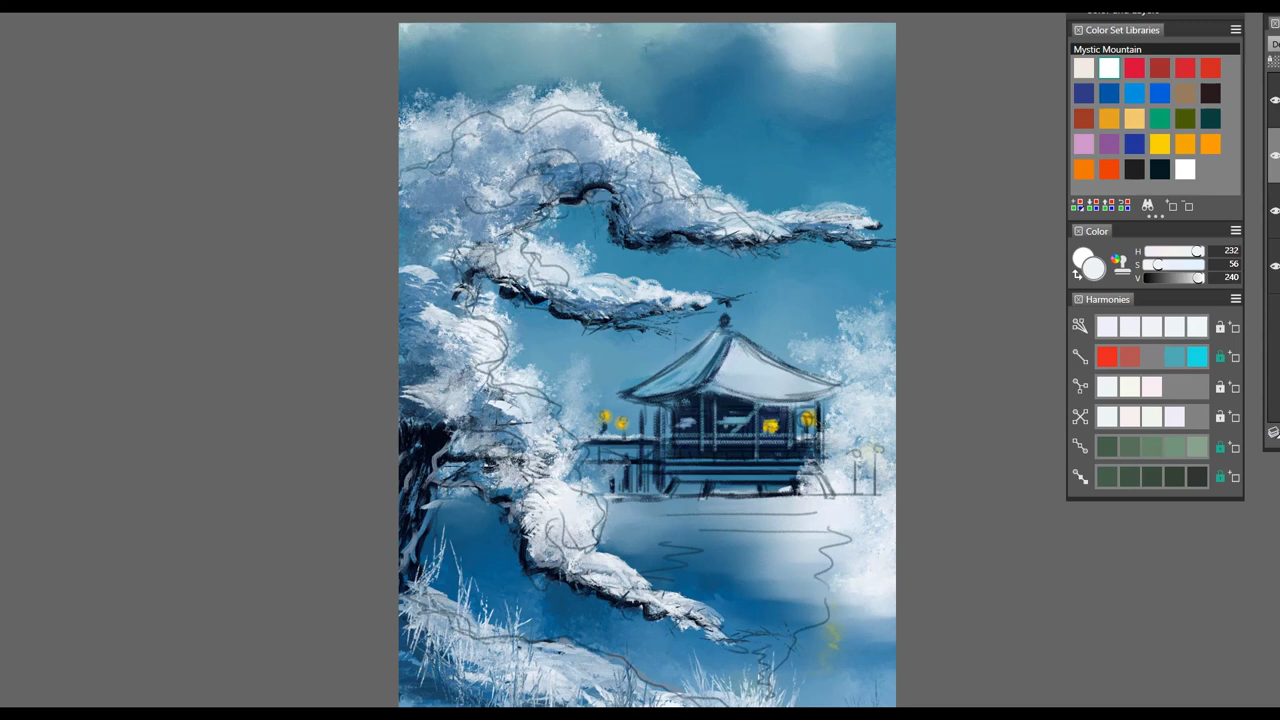 Color Set Libraries
Mystic Mountain
Color
H 232
S 56
V 240
Harmonies